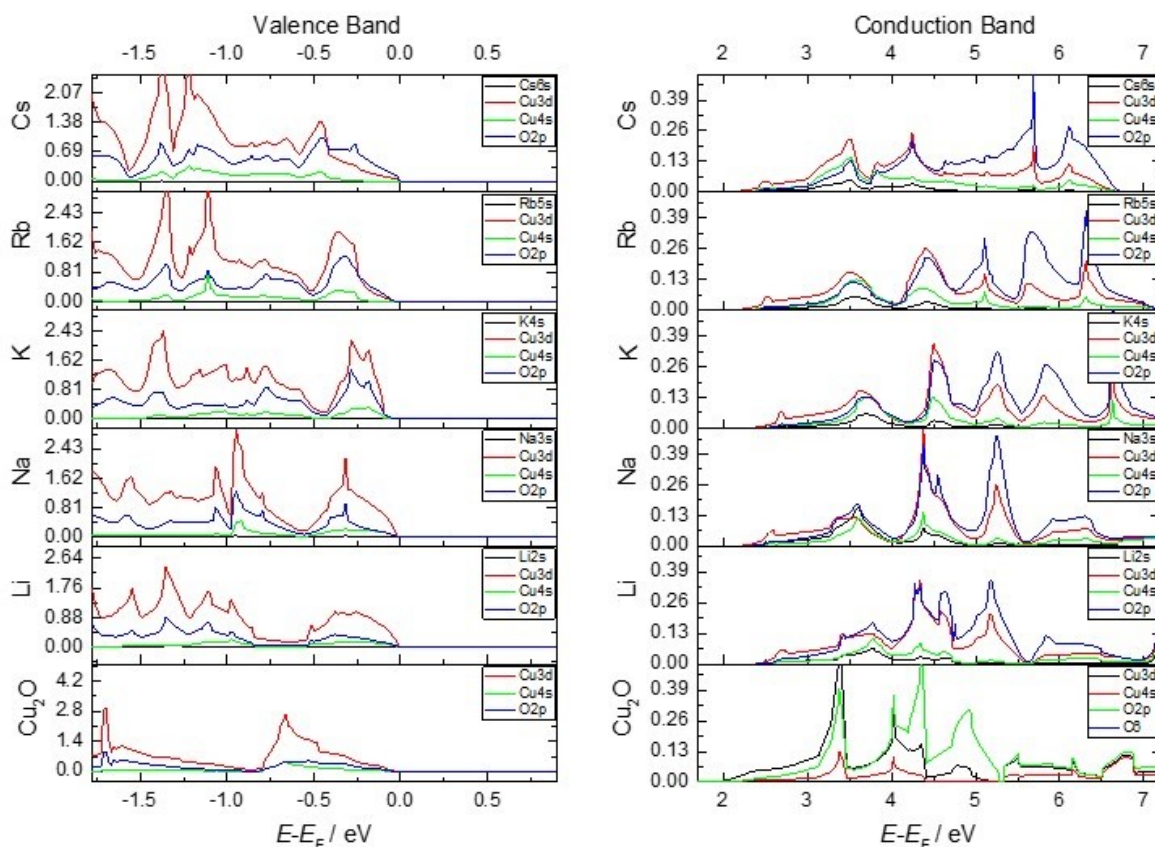 Valence Band
-1.5 -1.0 -0.5 0.0 0.5
Cs
2.07
1.38
0.69
0.00
Cs6s
Cu3d
Cu4s
O2p
Rb
2.43
1.62
0.81
0.00
Rb5s
Cu3d
Cu4s
O2p
K
2.43
1.62
0.81
0.00
K4s
Cu3d
Cu4s
O2p
Na
2.43
1.62
0.81
0.00
Na3s
Cu3d
Cu4s
O2p
Li
2.64
1.76
0.88
0.00
Li2s
Cu3d
Cu4s
O2p
Cu2O
4.2
2.8
1.4
0.0
Cu3d
Cu4s
O2p
-1.5 -1.0 -0.5 0.0 0.5
E-EF / eV
Conduction Band
2 3 4 5 6 7
Cs
0.39
0.26
0.13
0.00
Cs6s
Cu3d
Cu4s
O2p
Rb
0.39
0.26
0.13
0.00
Rb5s
Cu3d
Cu4s
O2p
K
0.39
0.26
0.13
0.00
K4s
Cu3d
Cu4s
O2p
Na
0.39
0.26
0.13
0.00
Na3s
Cu3d
Cu4s
O2p
Li
0.39
0.26
0.13
0.00
Li2s
Cu3d
Cu4s
O2p
Cu2O
0.39
0.26
0.13
0.00
Cu3d
Cu4s
O2p
2 3 4 5 6 7
E-EF / eV